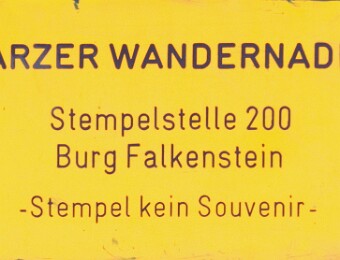 ARZER WANDERNAD
Stempelstelle 200
Burg Falkenstein
-Stempel kein Souvenir-